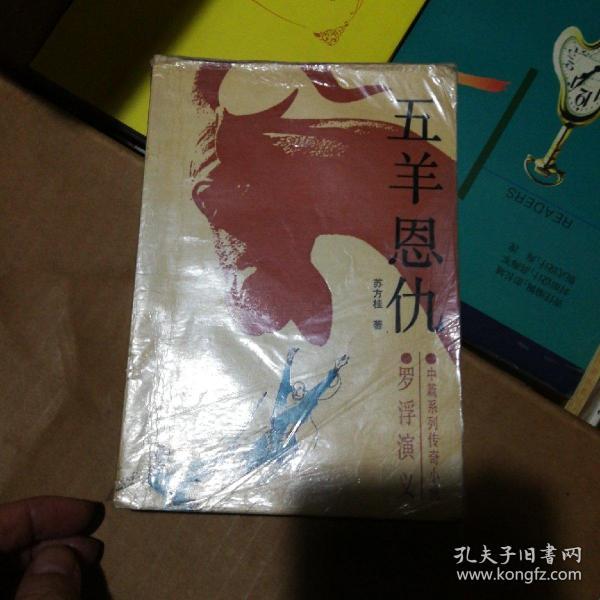 五羊恩仇
苏方桂 著
●中篇系列传奇小说
●罗浮演义
READERS
孔夫子旧书网
www.kongfz.com